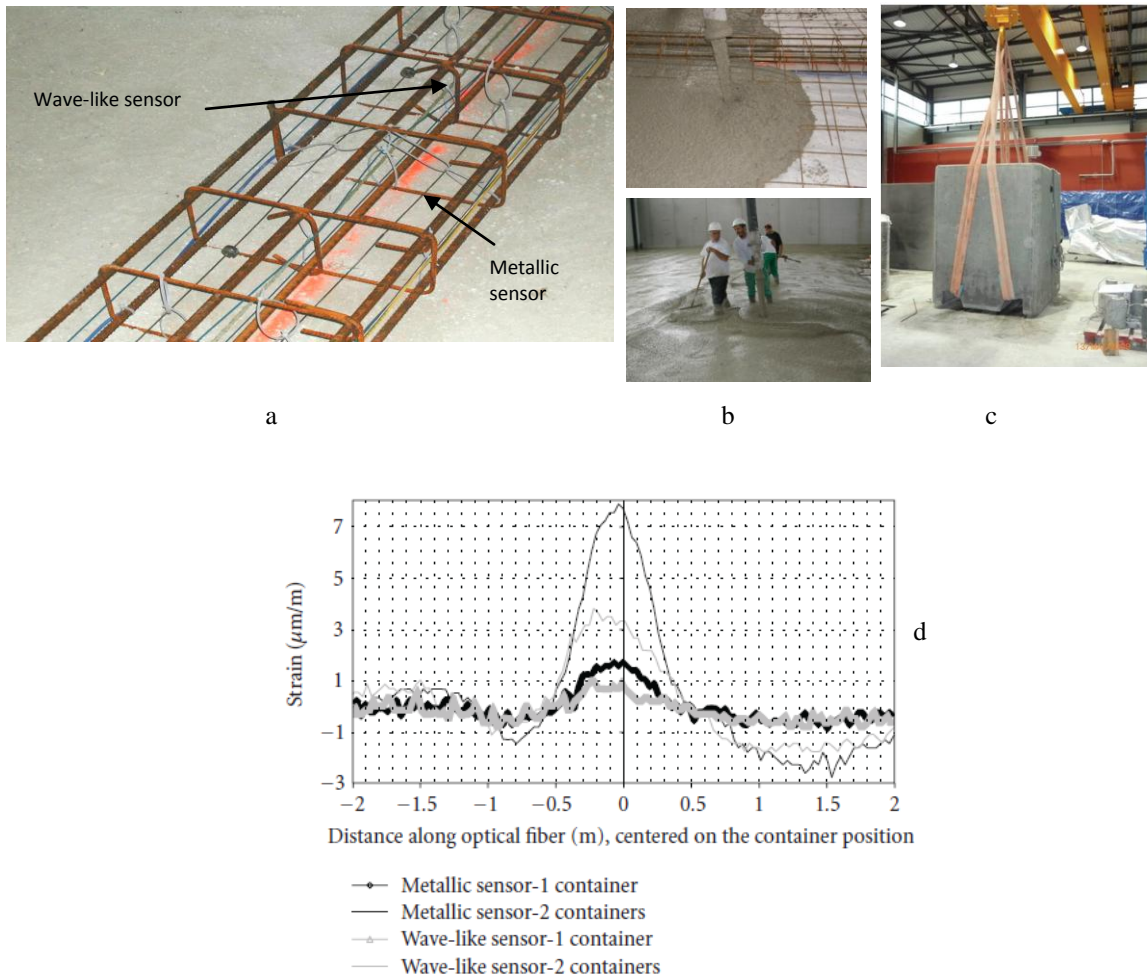 Wave-like sensor
Metallic
sensor
a
b
c
7
5
3
1
−1
−3
Strain (μm/m)
−2 −1.5 −1 −0.5 0 0.5 1 1.5 2
Distance along optical fiber (m), centered on the container position
d
Metallic sensor-1 container
Metallic sensor-2 containers
Wave-like sensor-1 container
Wave-like sensor-2 containers